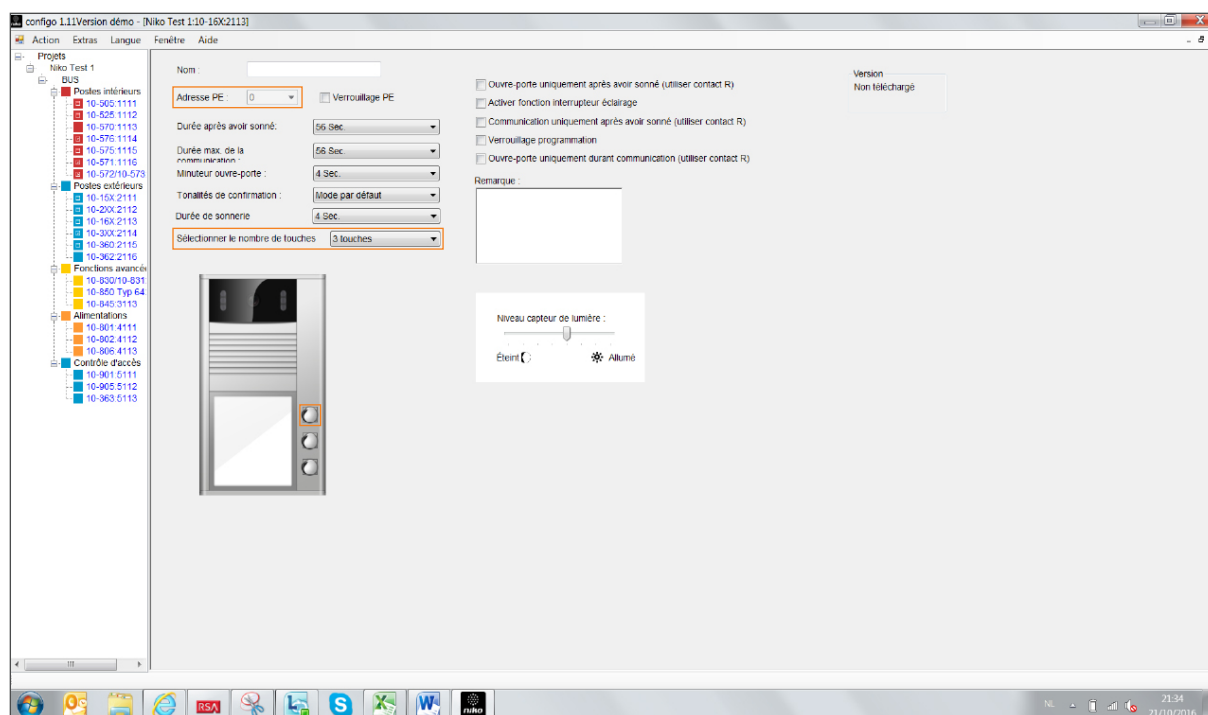 configo 1.11Version démo - [Niko Test 1:10-16X:2113]
Action Extras Langue Fenêtre Aide
Projets
Niko Test 1
BUS
Postes intérieurs
10-505:1111
10-525:1112
10-570:1113
10-576:1114
10-575:1115
10-571:1116
10-572/10-573
Postes extérieurs
10-15X:2111
10-2XX:2112
10-16X:2113
10-3XX:2114
10-360:2115
10-362:2116
Fonctions avancé
10-830/10-831
10-850 Typ 64
10-845:3113
Alimentations
10-801:4111
10-802:4112
10-806:4113
Contrôle d'accès
10-901:5111
10-905:5112
10-363:5113
Nom :
Adresse PE : 0 Verrouillage PE
Durée après avoir sonné: 56 Sec.
Durée max. de la communication : 56 Sec.
Minuteur ouvre-porte : 4 Sec.
Tonalités de confirmation : Mode par défaut
Durée de sonnerie 4 Sec.
Sélectionner le nombre de touches 3 touches
Ouvre-porte uniquement après avoir sonné (utiliser contact R)
Activer fonction interrupteur éclairage
Communication uniquement après avoir sonné (utiliser contact R)
Verrouillage programmation
Ouvre-porte uniquement durant communication (utiliser contact R)
Remarque :
Niveau capteur de lumière :
Éteint Allumé
Version
Non téléchargé
RSA
niko
NL
21:34
21/10/2016